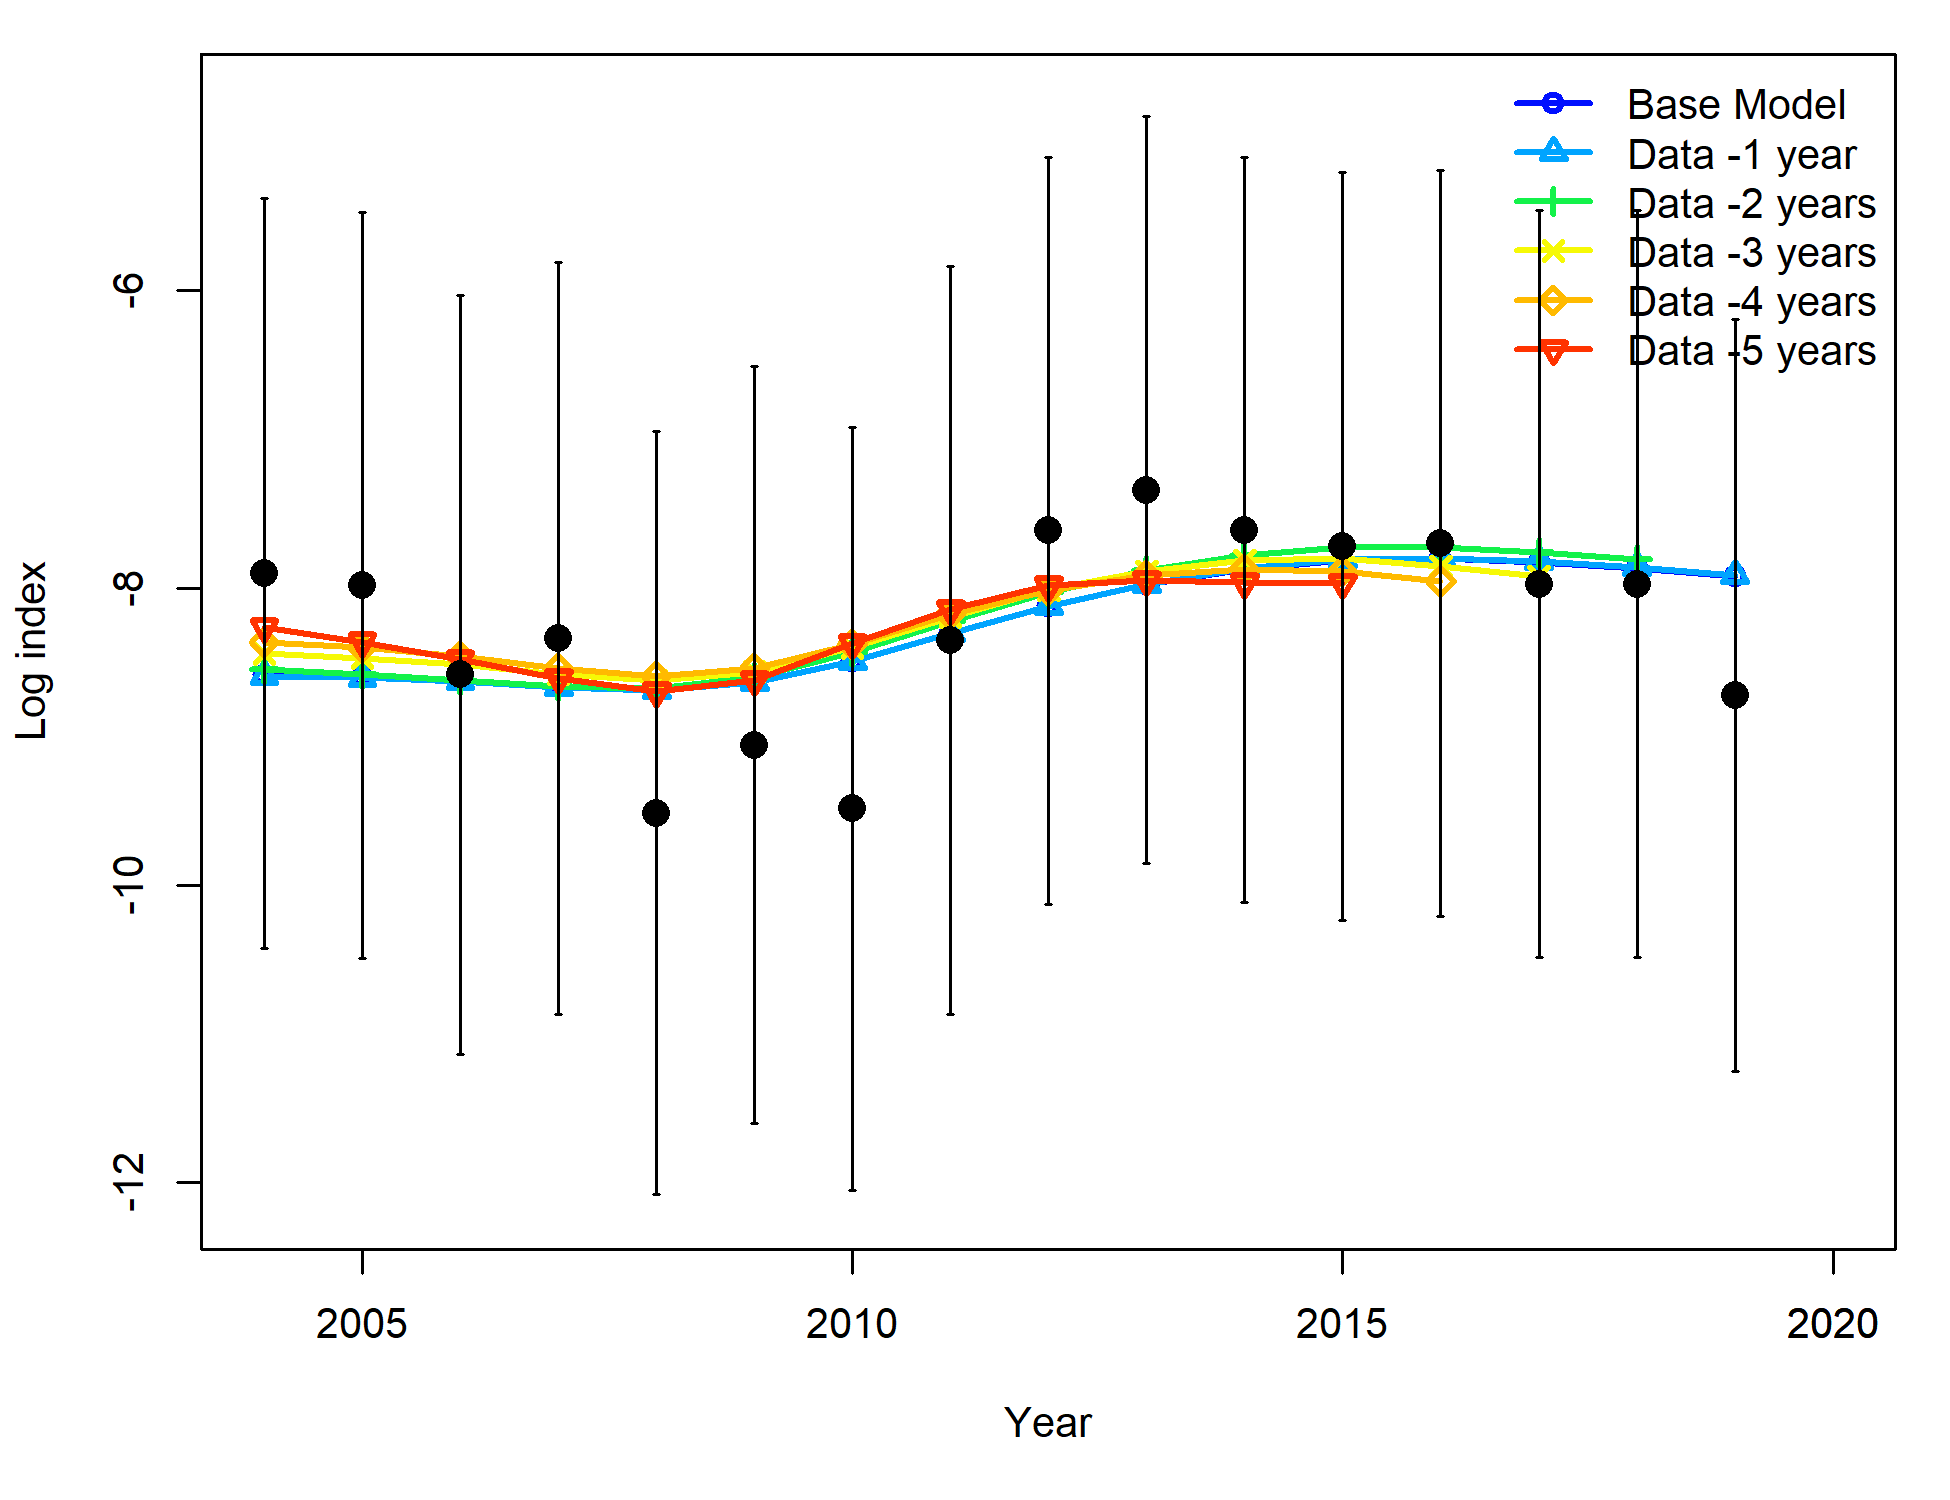 Base Model
Data -1 year
Data -2 years
Data -3 years
Data -4 years
Data -5 years
Log index
-6
-8
-10
-12
2005
2010
2015
2020
Year